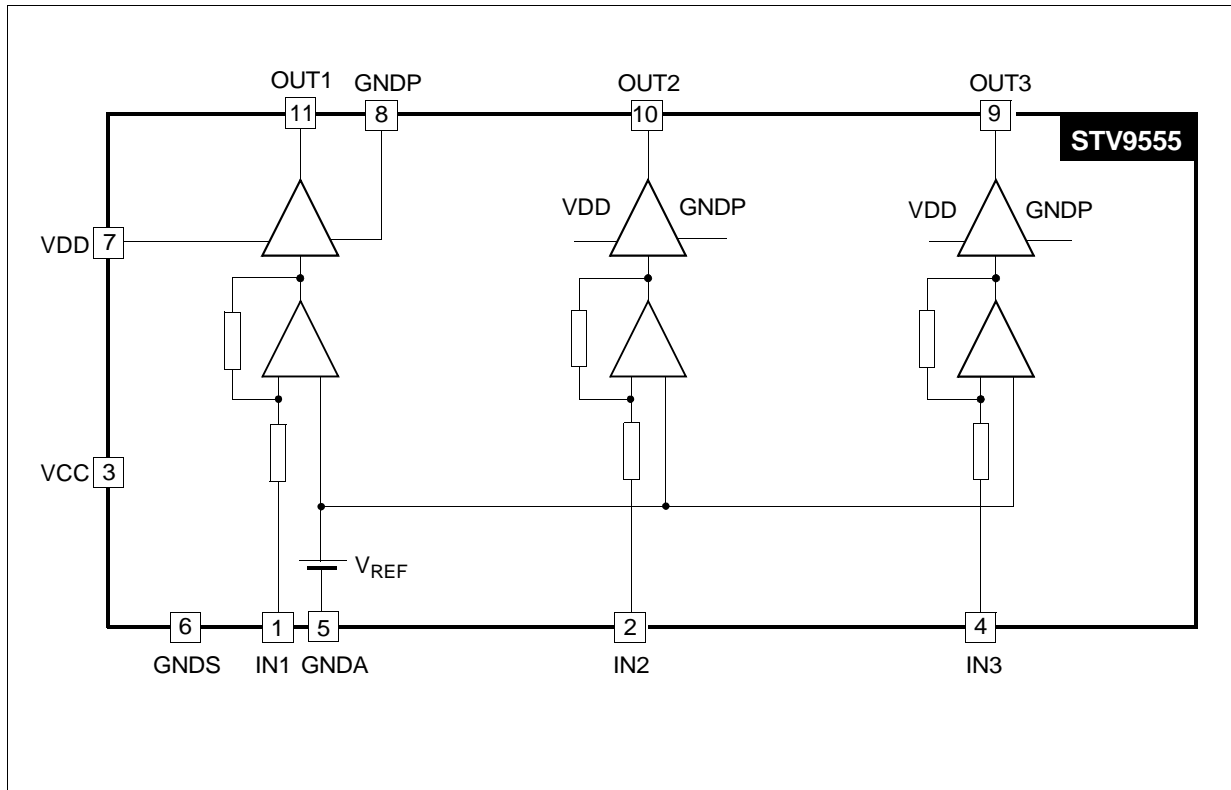 OUT1 GNDP OUT2 OUT3
11 8 10 9
STV9555
VDD GNDP VDD GNDP
VDD 7
VCC 3
VREF
6 1 5 2 4
GNDS IN1 GNDA IN2 IN3